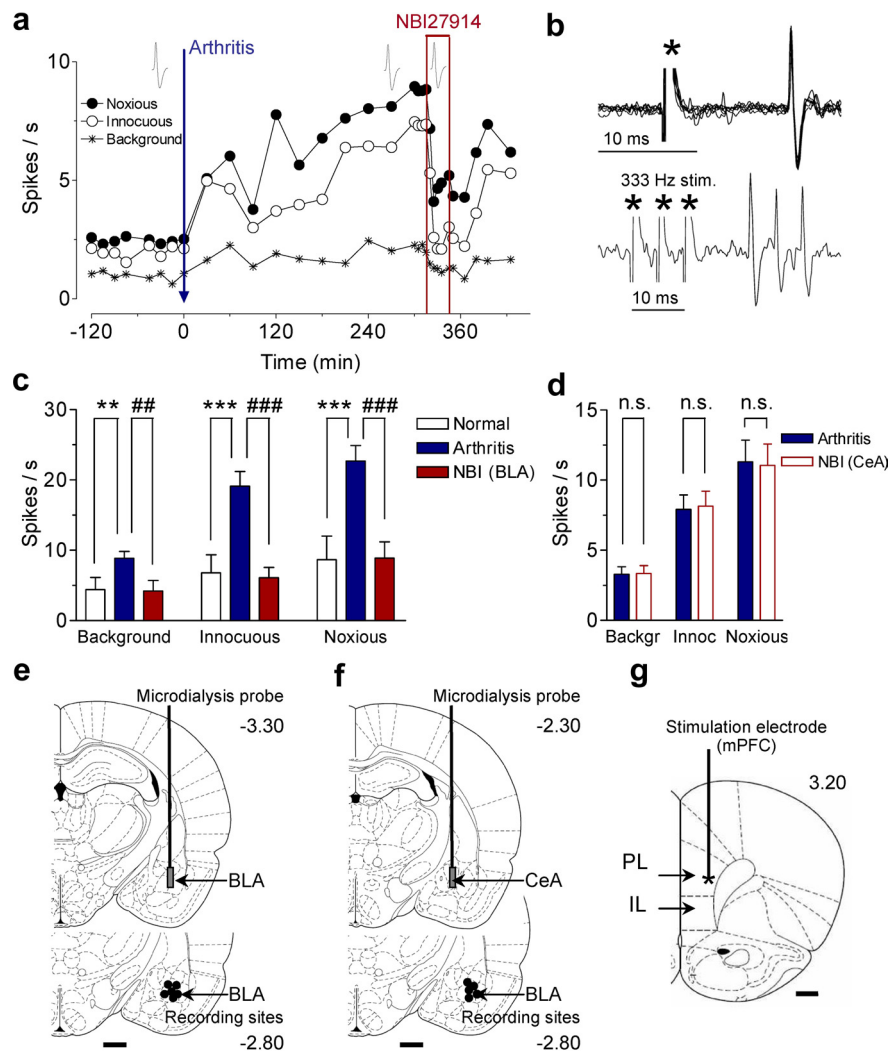 a
NBI27914
Arthritis
Noxious
Innocuous
Background
10
5
0
Spikes / s
-120
0
120
240
360
Time (min)
b
*
10 ms
333 Hz stim.
* * *
10 ms
c
30
20
10
0
Spikes / s
** ## *** ### *** ###
Normal
Arthritis
NBI (BLA)
Background
Innocuous
Noxious
d
15
10
5
0
Spikes / s
n.s. n.s. n.s.
Arthritis
NBI (CeA)
Backgr
Innoc
Noxious
e
Microdialysis probe
-3.30
BLA
BLA
Recording sites
-2.80
f
Microdialysis probe
-2.30
CeA
BLA
Recording sites
-2.80
g
Stimulation electrode
(mPFC)
3.20
PL
*
IL